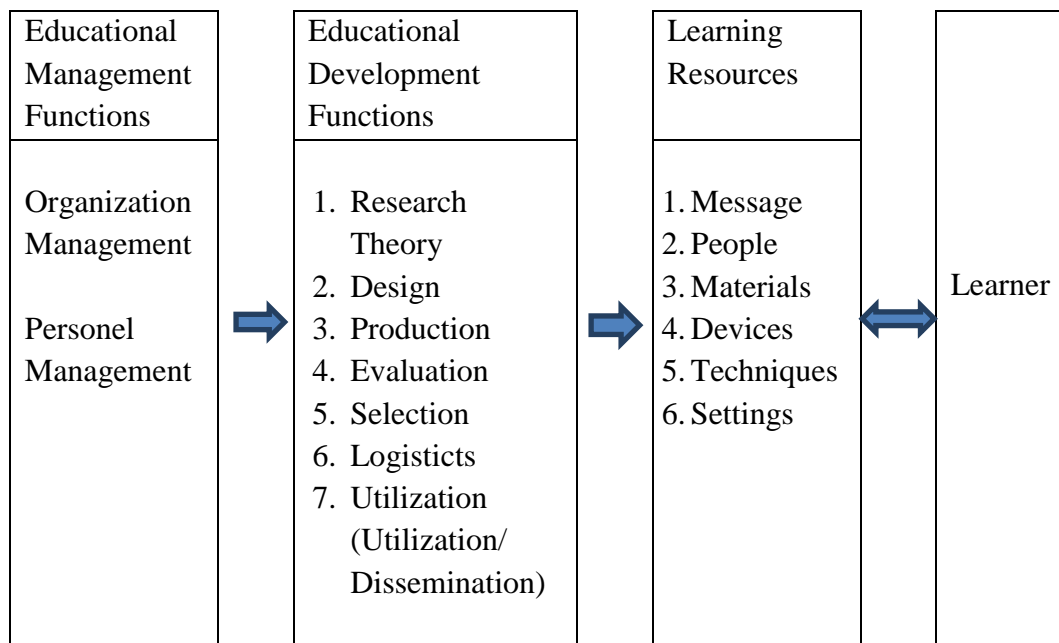 Educational
Management
Functions
Organization
Management
Personel
Management
Educational
Development
Functions
1. Research
Theory
2. Design
3. Production
4. Evaluation
5. Selection
6. Logisticts
7. Utilization
(Utilization/
Dissemination)
Learning
Resources
1. Message
2. People
3. Materials
4. Devices
5. Techniques
6. Settings
Learner